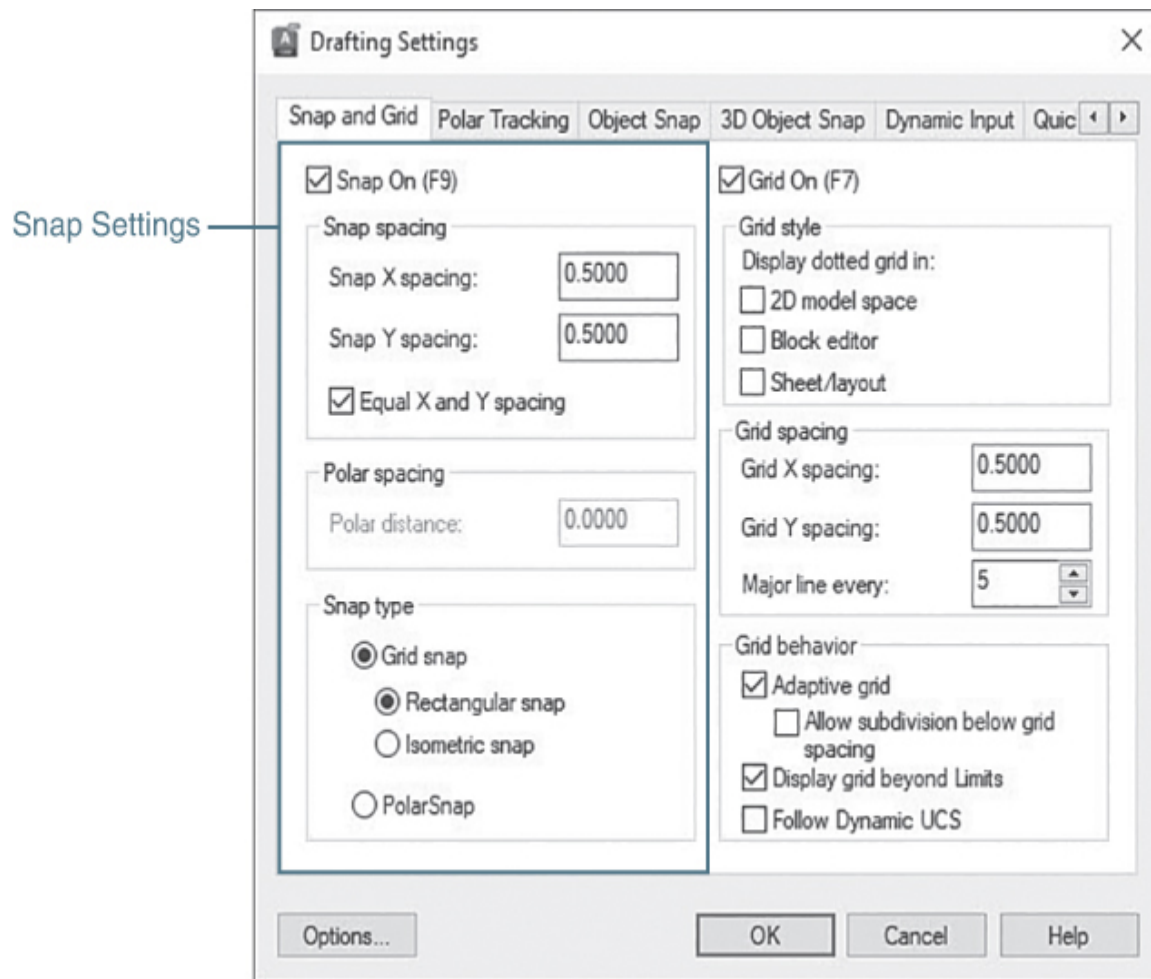 Drafting Settings
Snap and Grid Polar Tracking Object Snap 3D Object Snap Dynamic Input Quic
Snap Settings
Snap On (F9)
Snap spacing
Snap X spacing: 0.5000
Snap Y spacing: 0.5000
Equal X and Y spacing
Polar spacing
Polar distance: 0.0000
Snap type
Grid snap
Rectangular snap
Isometric snap
PolarSnap
Grid On (F7)
Grid style
Display dotted grid in:
2D model space
Block editor
Sheet/layout
Grid spacing
Grid X spacing: 0.5000
Grid Y spacing: 0.5000
Major line every: 5
Grid behavior
Adaptive grid
Allow subdivision below grid
spacing
Display grid beyond Limits
Follow Dynamic UCS
Options... OK Cancel Help